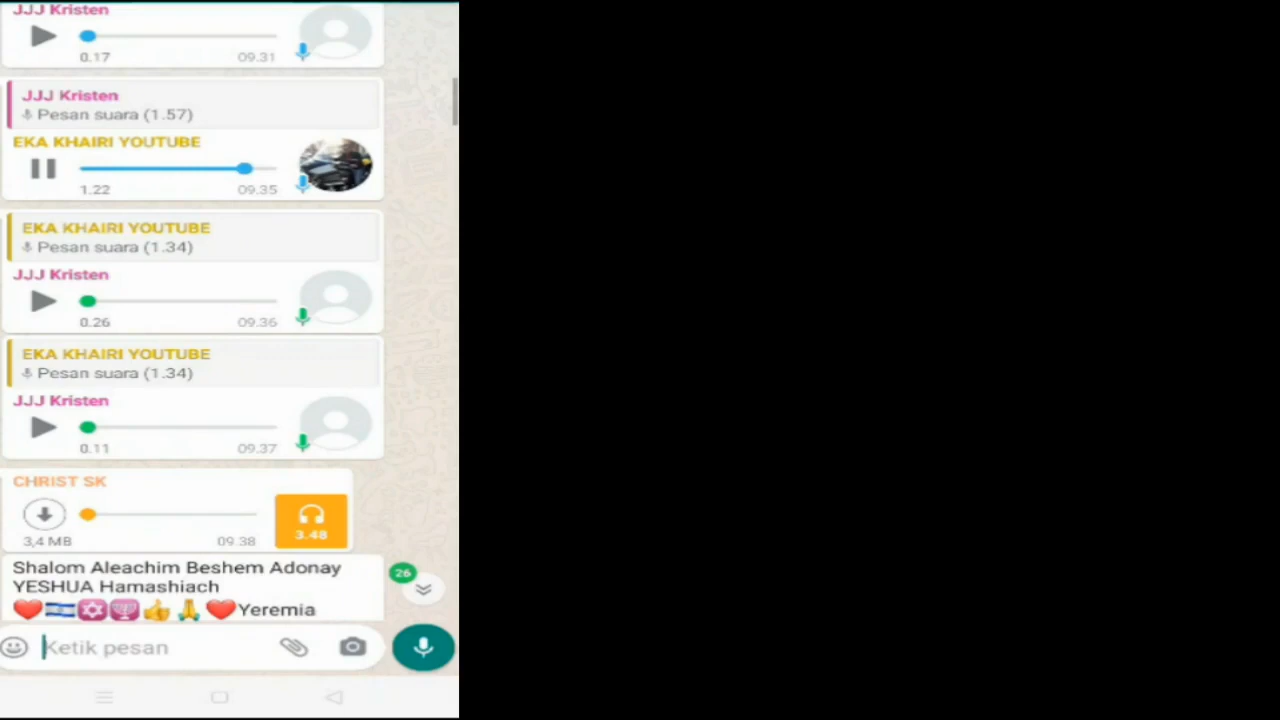 JJJ Kristen
0.17 09.31
JJJ Kristen
Pesan suara (1.57)
EKA KHAIRI YOUTUBE
1.22 09.35
EKA KHAIRI YOUTUBE
Pesan suara (1.34)
JJJ Kristen
0.26 09.36
EKA KHAIRI YOUTUBE
Pesan suara (1.34)
JJJ Kristen
0.11 09.37
CHRIST SK
3.48
3,4 MB 09.38
Shalom Aleachim Beshem Adonay
YESHUA Hamashiach
❤️🇮🇱🔯🕎👍🙏❤️Yeremia
26
Ketik pesan